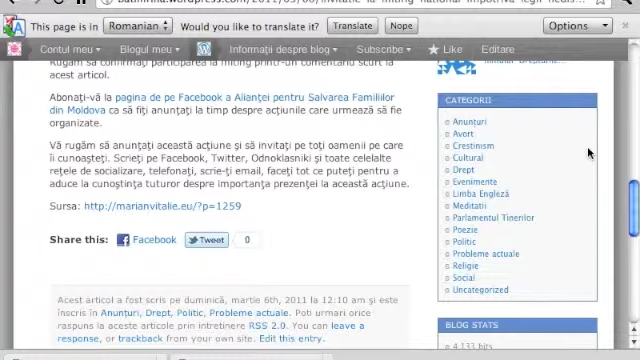 This page is in Romanian Would you like to translate it? Translate Nope Options
Contul meu Blogul meu Informații despre blog Subscribe Like Editare
Rugăm să confirmați participarea la miting printr-un comentariu scurt la
acest articol.
Abonați-vă la pagina de pe Facebook a Alianței pentru Salvarea Familiilor
din Moldova ca să fiți anunțați la timp despre acțiunile care urmează să fie
organizate.
Vă rugăm să anunțați această acțiune și să invitați pe toți oamenii pe care
îi cunoașteți. Scrieți pe Facebook, Twitter, Odnoklasniki și toate celelalte
rețele de socializare, telefonați, scrie-ți email, faceți tot ce puteți pentru a
aduce la cunoștința tuturor despre importanța prezenței la această acțiune.
Sursa: http://marianvitalie.eu/?p=1259
Share this: Facebook Tweet 0
Acest articol a fost scris pe duminică, martie 6th, 2011 la 12:10 am și este
înscris în Anunțuri, Drept, Politic, Probleme actuale. Poti urmari orice
raspuns la aceste articole prin intretinere RSS 2.0. You can leave a
response, or trackback from your own site. Edit this entry.
CATEGORII
Anunțuri
Avort
Crestinism
Cultural
Drept
Evenimente
Limba Engleză
Meditatii
Parlamentul Tinerilor
Poezie
Politic
Probleme actuale
Religie
Social
Uncategorized
BLOG STATS
4,133 hits